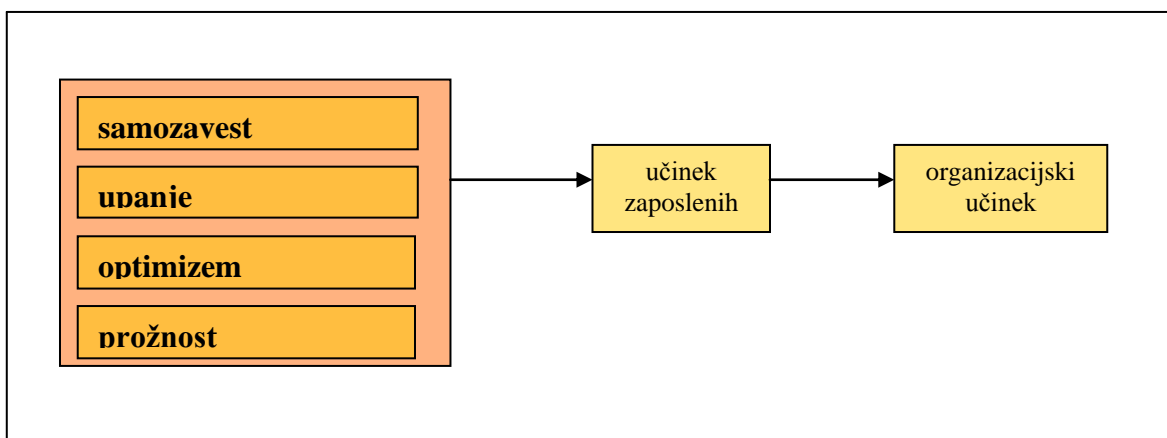 samozavest
upanje
optimizem
prožnost
učinek
zaposlenih
organizacijski
učinek